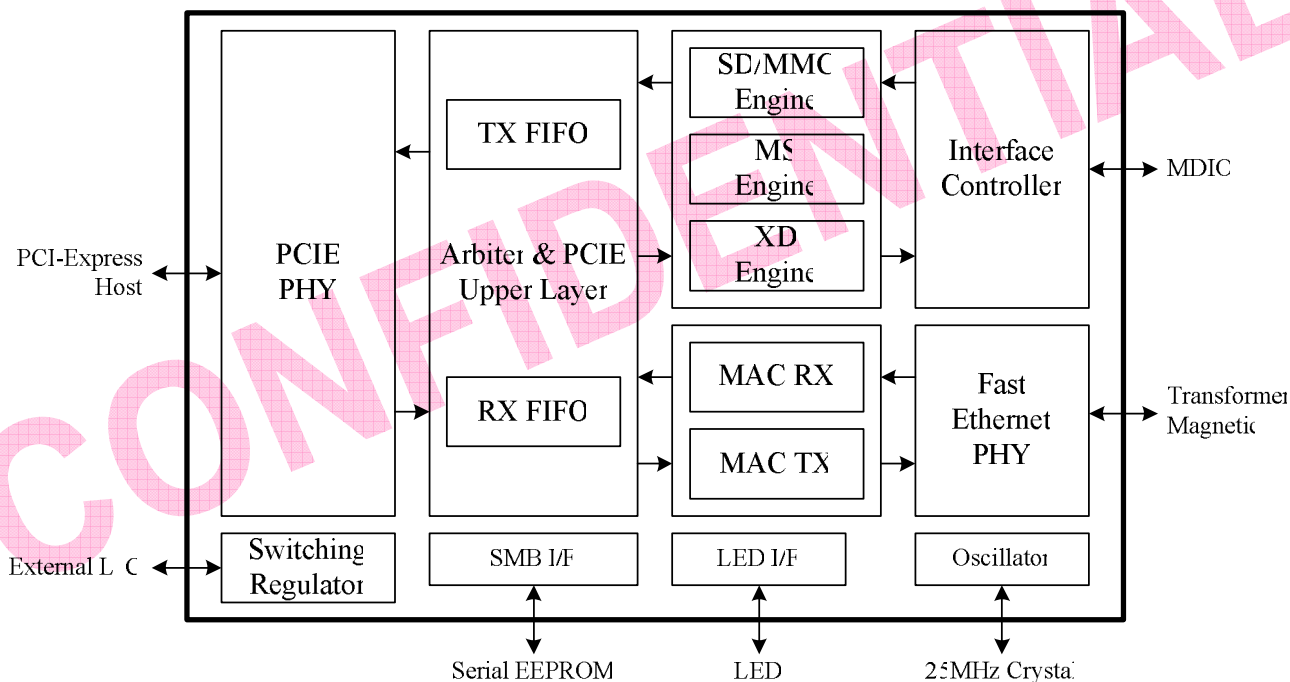 CONFIDENTIAL
SD/MMC
Engine
TX FIFO
MS
Engine
Interface
Controller
MDIO
XD
Engine
PCI-Express
Host
PCIE
PHY
Arbiter & PCIE
Upper Layer
MAC RX
RX FIFO
Fast
Ethernet
PHY
Transformer
Magnetic
MAC TX
External L C
Switching
Regulator
SMB I/F
LED I/F
Oscillator
Serial EEPROM
LED
25MHz Crystal